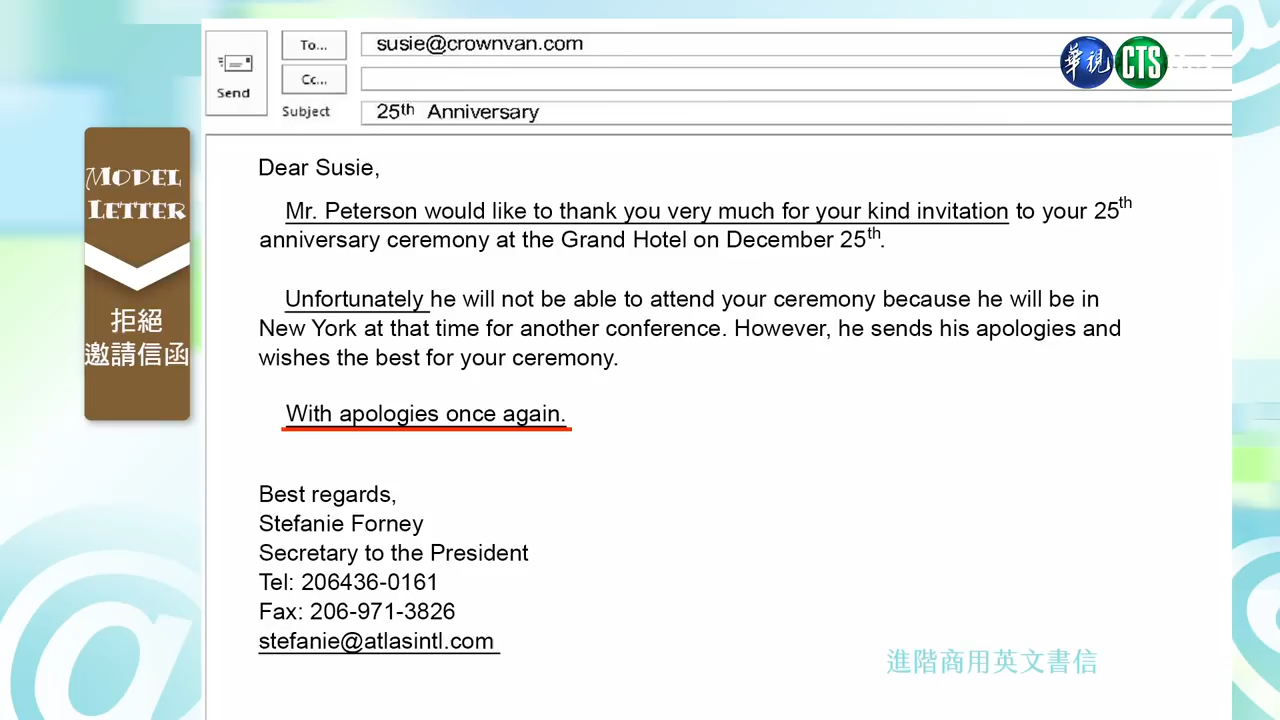 To...
susie@crownvan.com
華視 CTS
Cc...
Send
Subject
25th Anniversary
MODEL
LETTER
拒絕
邀請信函
Dear Susie,
Mr. Peterson would like to thank you very much for your kind invitation to your 25th
anniversary ceremony at the Grand Hotel on December 25th.
Unfortunately he will not be able to attend your ceremony because he will be in
New York at that time for another conference. However, he sends his apologies and
wishes the best for your ceremony.
With apologies once again.
Best regards,
Stefanie Forney
Secretary to the President
Tel: 206436-0161
Fax: 206-971-3826
stefanie@atlasintl.com
進階商用英文書信